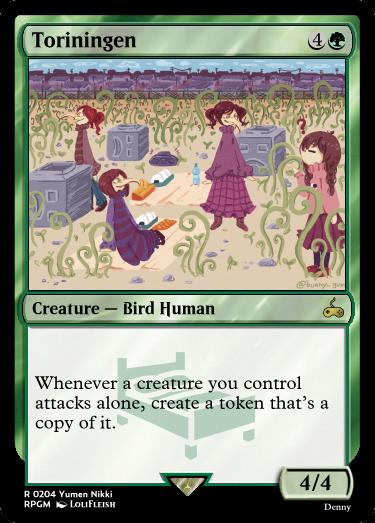 Toriningen 4
@bunny_gum
Creature — Bird Human
Whenever a creature you control
attacks alone, create a token that's a
copy of it.
4/4
R 0204 Yumen Nikki
RPGM LoliFleish
Denny